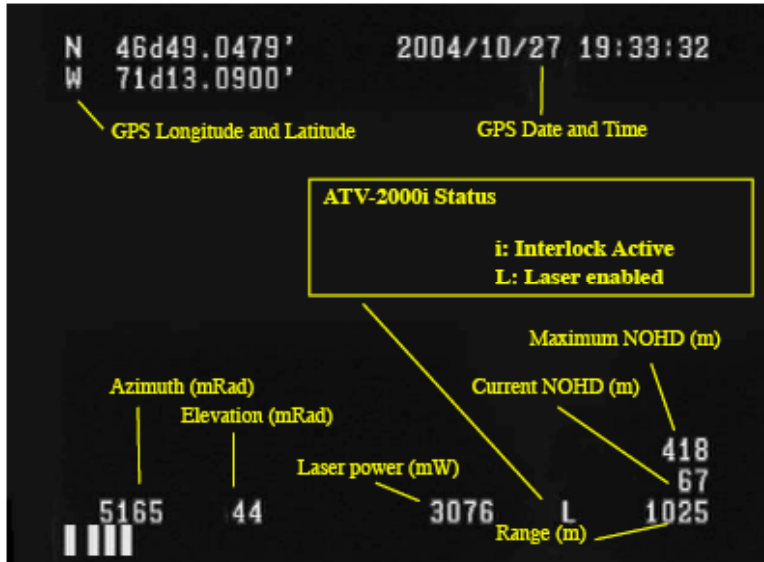 N 46d49.0479' 2004/10/27 19:33:32
W 71d13.0900'
GPS Longitude and Latitude GPS Date and Time
ATV-2000i Status
i: Interlock Active
L: Laser enabled
Maximum NOHD (m)
Azimuth (mRad) Current NOHD (m)
Elevation (mRad)
418
Laser power (mW)
67
5165 44 3076 L 1025
Range (m)